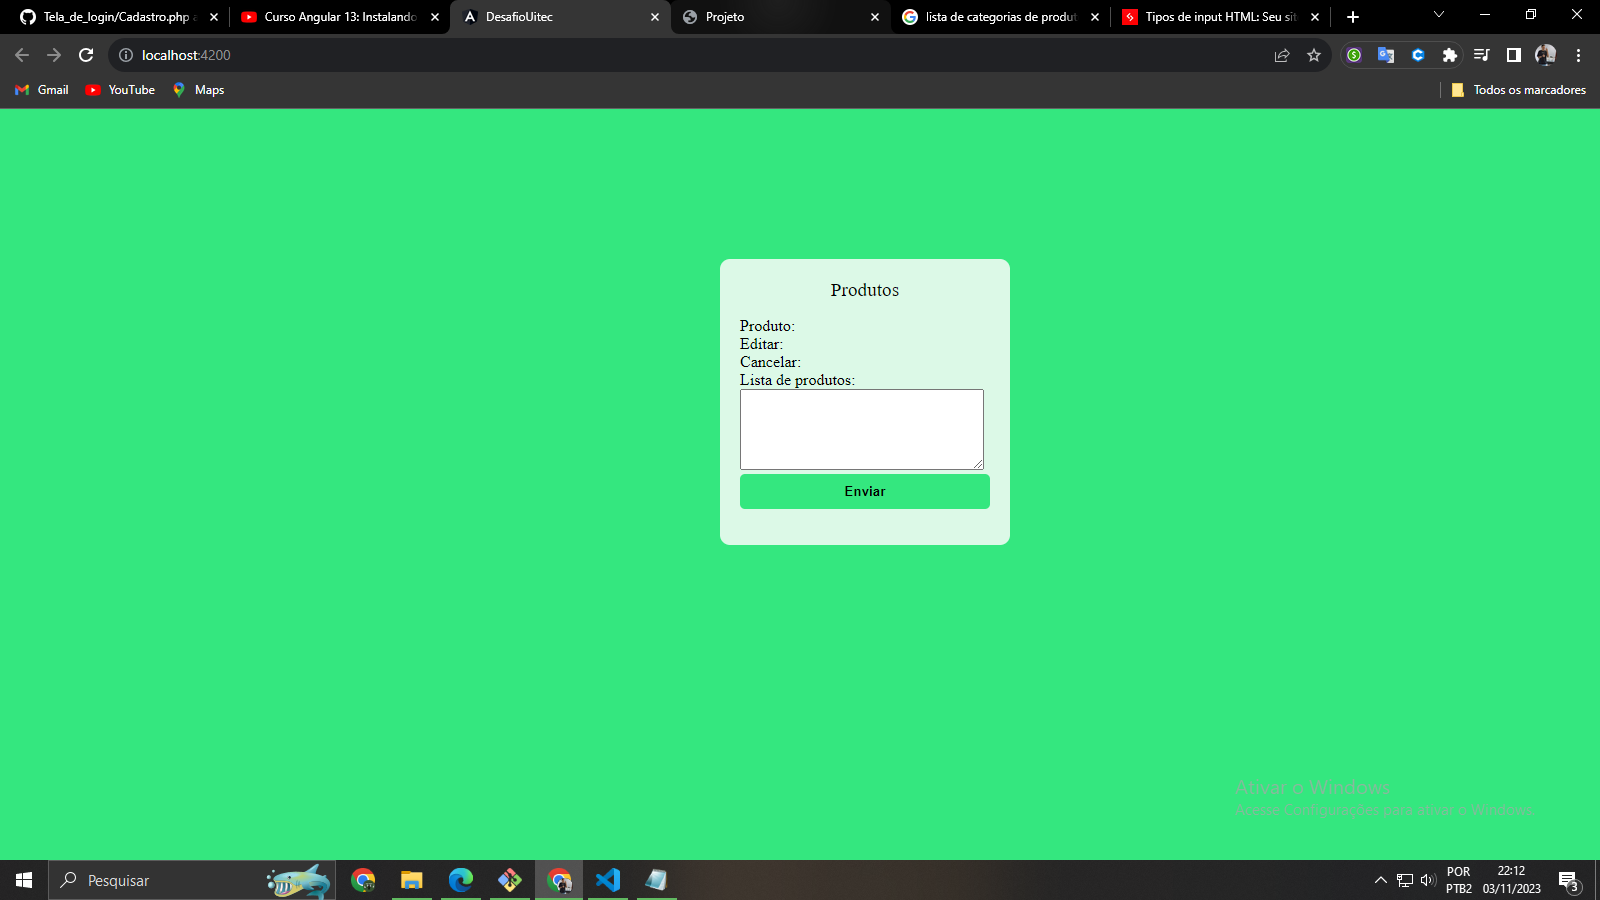 Tela_de_login/Cadastro.php a
Curso Angular 13: Instalando
DesafioUitec
Projeto
lista de categorias de produt
Tipos de input HTML: Seu sit
localhost:4200
Gmail
YouTube
Maps
Todos os marcadores
Produtos
Produto:
Editar:
Cancelar:
Lista de produtos:
Enviar
Ativar o Windows
Acesse Configurações para ativar o Windows.
Pesquisar
POR
PTB2
22:12
03/11/2023
3